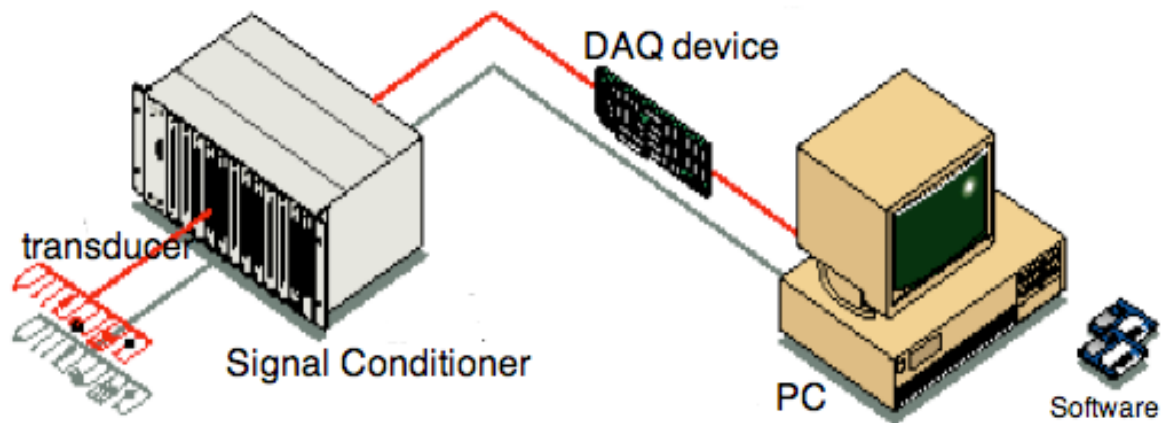 DAQ device
transducer
Signal Conditioner
PC
Software